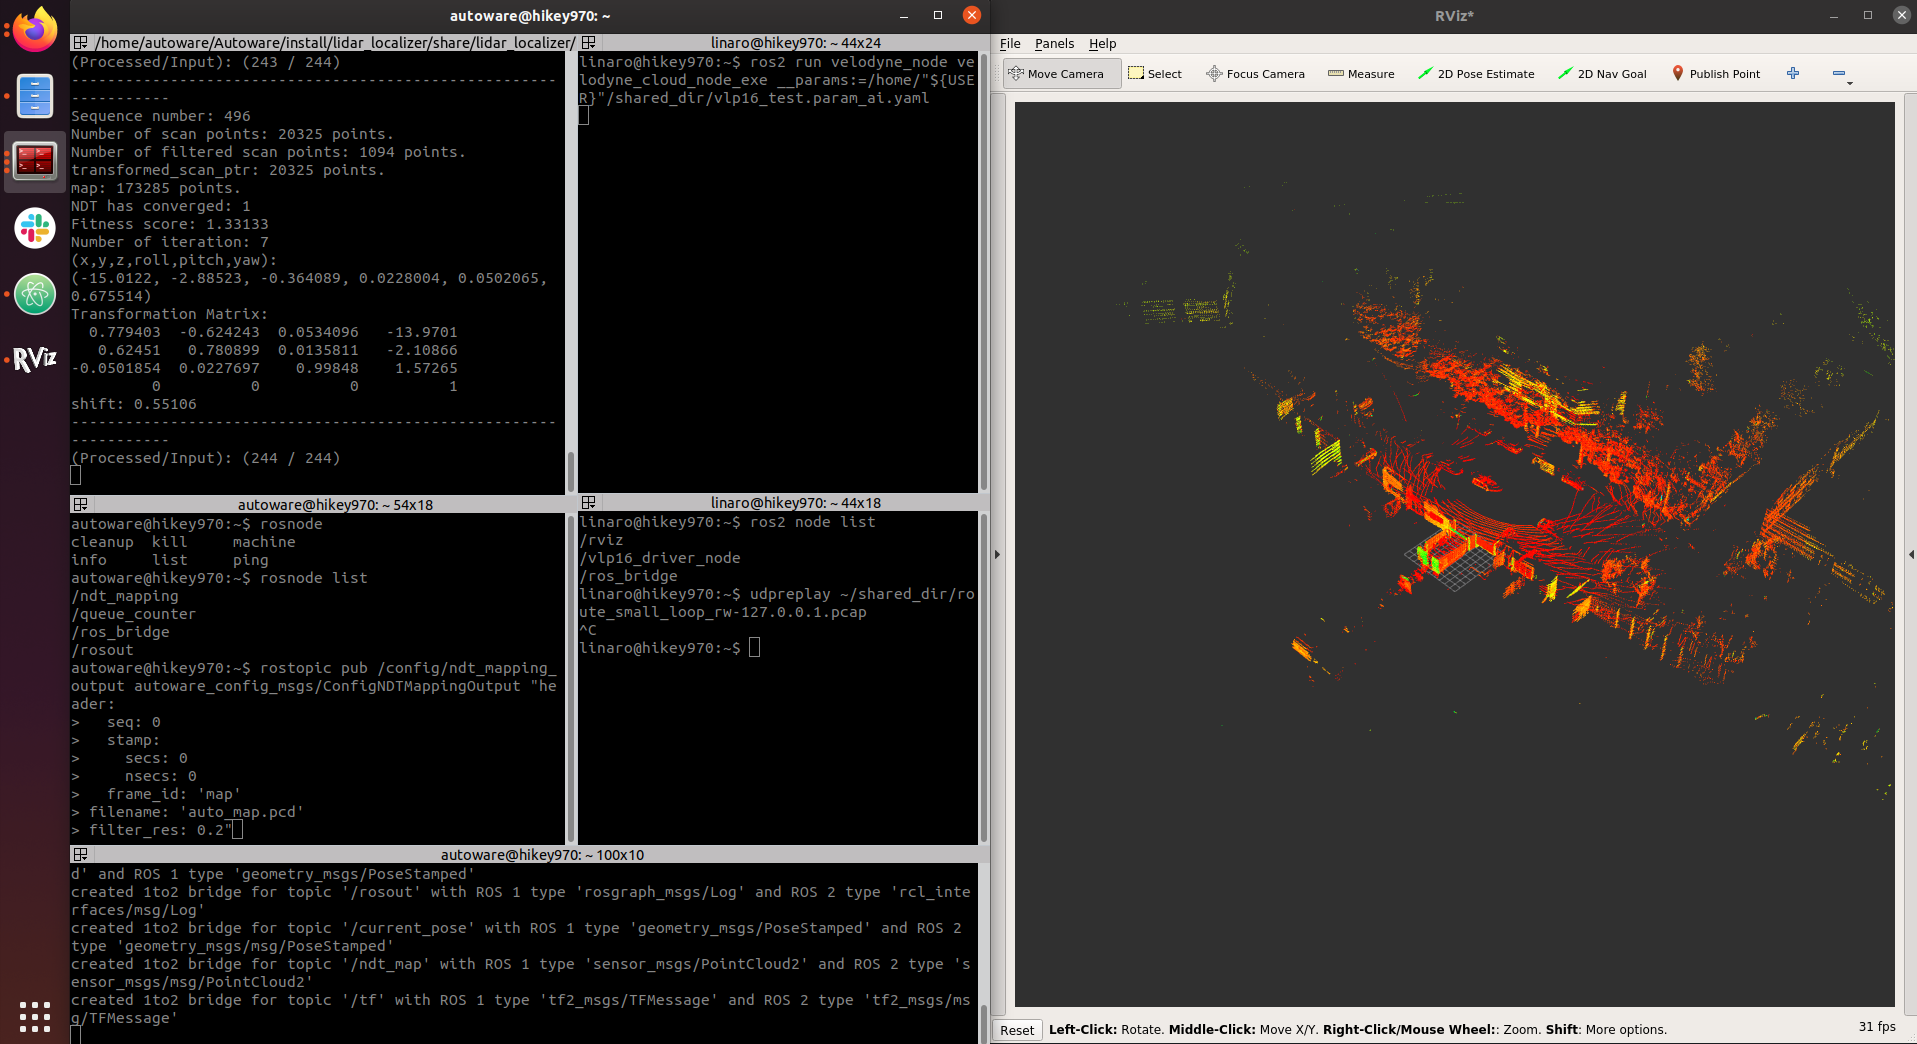 autoware@hikey970: ~
/home/autoware/Autoware/install/lidar_localizer/share/lidar_localizer/
(Processed/Input): (243 / 244)
------------------------------------------------------
-----------
Sequence number: 496
Number of scan points: 20325 points.
Number of filtered scan points: 1094 points.
transformed_scan_ptr: 20325 points.
map: 173285 points.
NDT has converged: 1
Fitness score: 1.33133
Number of iteration: 7
(x,y,z,roll,pitch,yaw):
(-15.0122, -2.88523, -0.364089, 0.0228004, 0.0502065,
0.675514)
Transformation Matrix:
0.779403 -0.624243 0.0534096 -13.9701
0.62451 0.780899 0.0135811 -2.10866
-0.0501854 0.0227697 0.99848 1.57265
0 0 0 1
shift: 0.55106
------------------------------------------------------
-----------
(Processed/Input): (244 / 244)
linaro@hikey970: ~ 44x24
linaro@hikey970:~$ ros2 run velodyne_node ve
lodyne_cloud_node_exe __params:=/home/"${USE
R}"/shared_dir/vlp16_test.param_ai.yaml
autoware@hikey970: ~ 54x18
autoware@hikey970:~$ rosnode
cleanup kill machine
info list ping
autoware@hikey970:~$ rosnode list
/ndt_mapping
/queue_counter
/ros_bridge
/rosout
autoware@hikey970:~$ rostopic pub /config/ndt_mapping_
output autoware_config_msgs/ConfigNDTMappingOutput "he
ader:
> seq: 0
> stamp:
> secs: 0
> nsecs: 0
> frame_id: 'map'
> filename: 'auto_map.pcd'
> filter_res: 0.2"
linaro@hikey970: ~ 44x18
linaro@hikey970:~$ ros2 node list
/rviz
/vlp16_driver_node
/ros_bridge
linaro@hikey970:~$ udpreplay ~/shared_dir/ro
ute_small_loop_rw-127.0.0.1.pcap
^C
linaro@hikey970:~$
autoware@hikey970: ~ 100x10
d' and ROS 1 type 'geometry_msgs/PoseStamped'
created 1to2 bridge for topic '/rosout' with ROS 1 type 'rosgraph_msgs/Log' and ROS 2 type 'rcl_inte
rfaces/msg/Log'
created 1to2 bridge for topic '/current_pose' with ROS 1 type 'geometry_msgs/PoseStamped' and ROS 2
type 'geometry_msgs/msg/PoseStamped'
created 1to2 bridge for topic '/ndt_map' with ROS 1 type 'sensor_msgs/PointCloud2' and ROS 2 type 's
ensor_msgs/msg/PointCloud2'
created 1to2 bridge for topic '/tf' with ROS 1 type 'tf2_msgs/TFMessage' and ROS 2 type 'tf2_msgs/ms
g/TFMessage'
RViz
RViz*
File Panels Help
Move Camera Select Focus Camera Measure 2D Pose Estimate 2D Nav Goal Publish Point
Reset Left-Click: Rotate. Middle-Click: Move X/Y. Right-Click/Mouse Wheel:: Zoom. Shift: More options. 31 fps